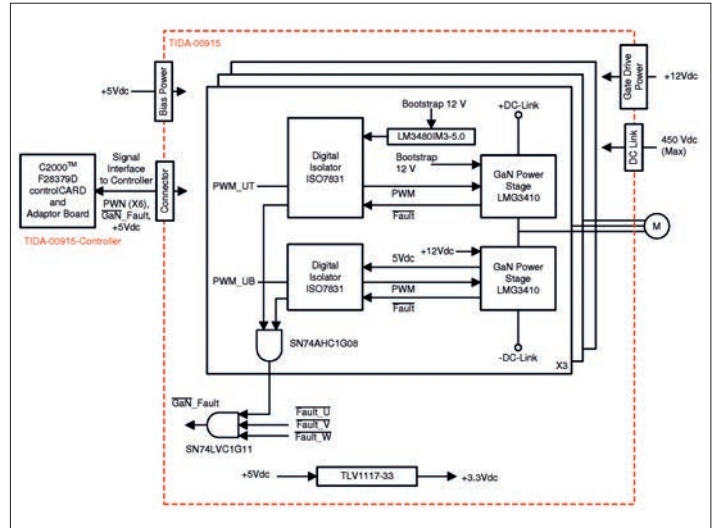 TIDA-00915
+5Vdc
Bias Power
Gate Drive
Power
+12Vdc
Bootstrap 12 V
+DC-Link
LM3480IM3-5.0
DC Link
450 Vdc
(Max)
C2000™
F28379D
controlCARD
and
Adaptor Board
Signal
Interface
to Controller
PWN (X6),
GaN_Fault,
+5Vdc
Connector
TIDA-00915-Controller
Digital
Isolator
ISO7831
Bootstrap
12 V
PWM_UT
PWM
Fault
GaN Power
Stage
LMG3410
M
PWM_UB
Digital
Isolator
ISO7831
+12Vdc
5Vdc
PWM
Fault
GaN Power
Stage
LMG3410
SN74AHC1G08
-DC-Link
X3
GaN_Fault
Fault_U
Fault_V
Fault_W
SN74LVC1G11
+5Vdc
TLV1117-33
+3.3Vdc